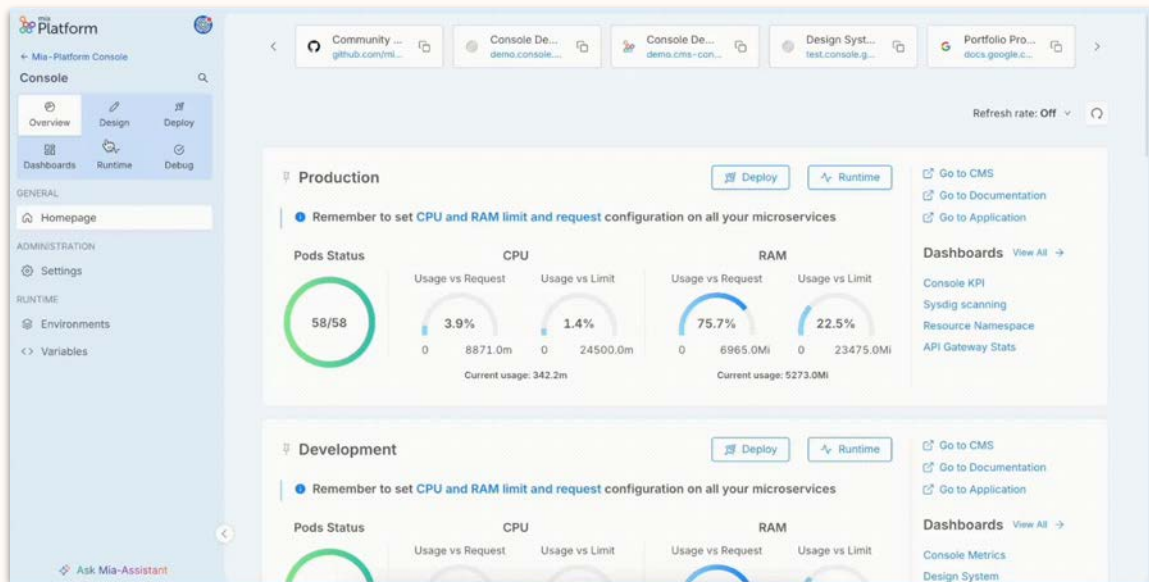 mia
Platform
← Mia-Platform Console
Console
Overview Design Deploy
Dashboards Runtime Debug
GENERAL
Homepage
ADMINISTRATION
Settings
RUNTIME
Environments
Variables
Ask Mia-Assistant
Community ... Console De... Console De... Design Syst... Portfolio Pro...
github.com/mi... demo.console.... demo.cms-con... test.console.g... docs.google.c...
Refresh rate: Off
Production Deploy Runtime
Remember to set CPU and RAM limit and request configuration on all your microservices
Pods Status CPU RAM
Usage vs Request Usage vs Limit Usage vs Request Usage vs Limit
58/58 3.9% 1.4% 75.7% 22.5%
0 8871.0m 0 24500.0m 0 6965.0Mi 0 23475.0Mi
Current usage: 342.2m Current usage: 5273.0Mi
Go to CMS
Go to Documentation
Go to Application
Dashboards View All →
Console KPI
Sysdig scanning
Resource Namespace
API Gateway Stats
Development Deploy Runtime
Remember to set CPU and RAM limit and request configuration on all your microservices
Pods Status CPU RAM
Usage vs Request Usage vs Limit Usage vs Request Usage vs Limit
Go to CMS
Go to Documentation
Go to Application
Dashboards View All →
Console Metrics
Design System